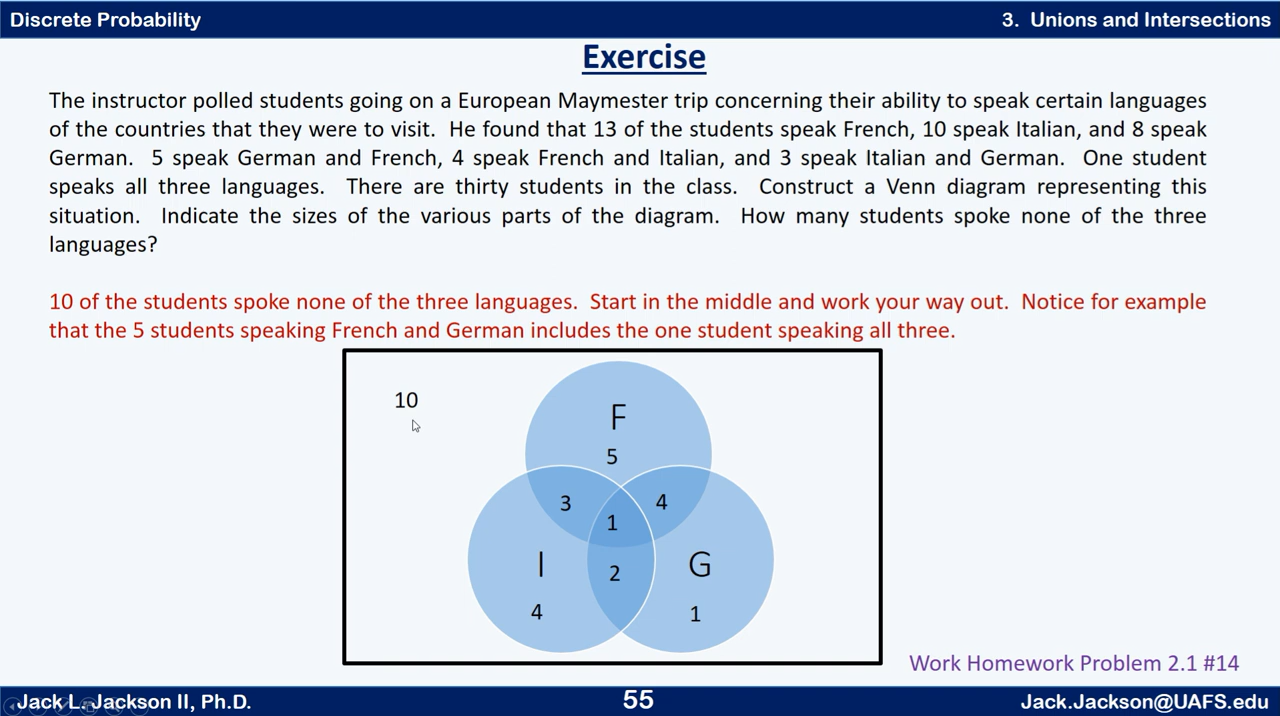 Discrete Probability
3. Unions and Intersections
Exercise
The instructor polled students going on a European Maymester trip concerning their ability to speak certain languages
of the countries that they were to visit. He found that 13 of the students speak French, 10 speak Italian, and 8 speak
German. 5 speak German and French, 4 speak French and Italian, and 3 speak Italian and German. One student
speaks all three languages. There are thirty students in the class. Construct a Venn diagram representing this
situation. Indicate the sizes of the various parts of the diagram. How many students spoke none of the three
languages?
10 of the students spoke none of the three languages. Start in the middle and work your way out. Notice for example
that the 5 students speaking French and German includes the one student speaking all three.
10
F
5
3
4
1
I
G
2
4
1
Work Homework Problem 2.1 #14
Jack L. Jackson II, Ph.D.
55
Jack.Jackson@UAFS.edu